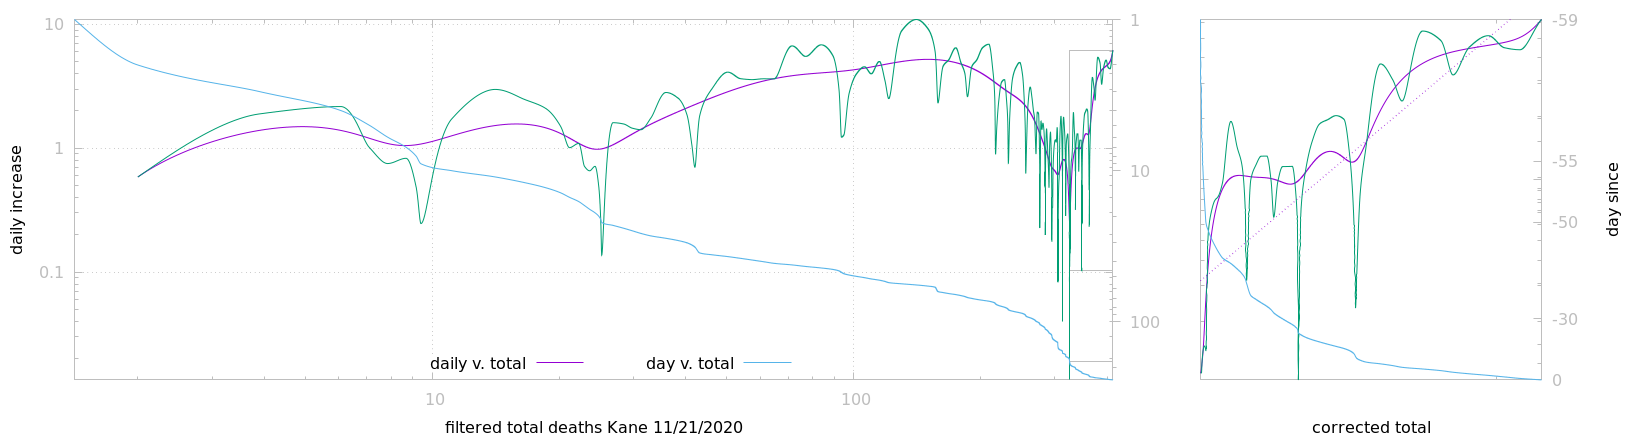 10
1
0.1
daily increase
daily v. total
day v. total
10
100
filtered total deaths Kane 11/21/2020
1
10
100
-59
-55
-50
-30
0
day since
corrected total